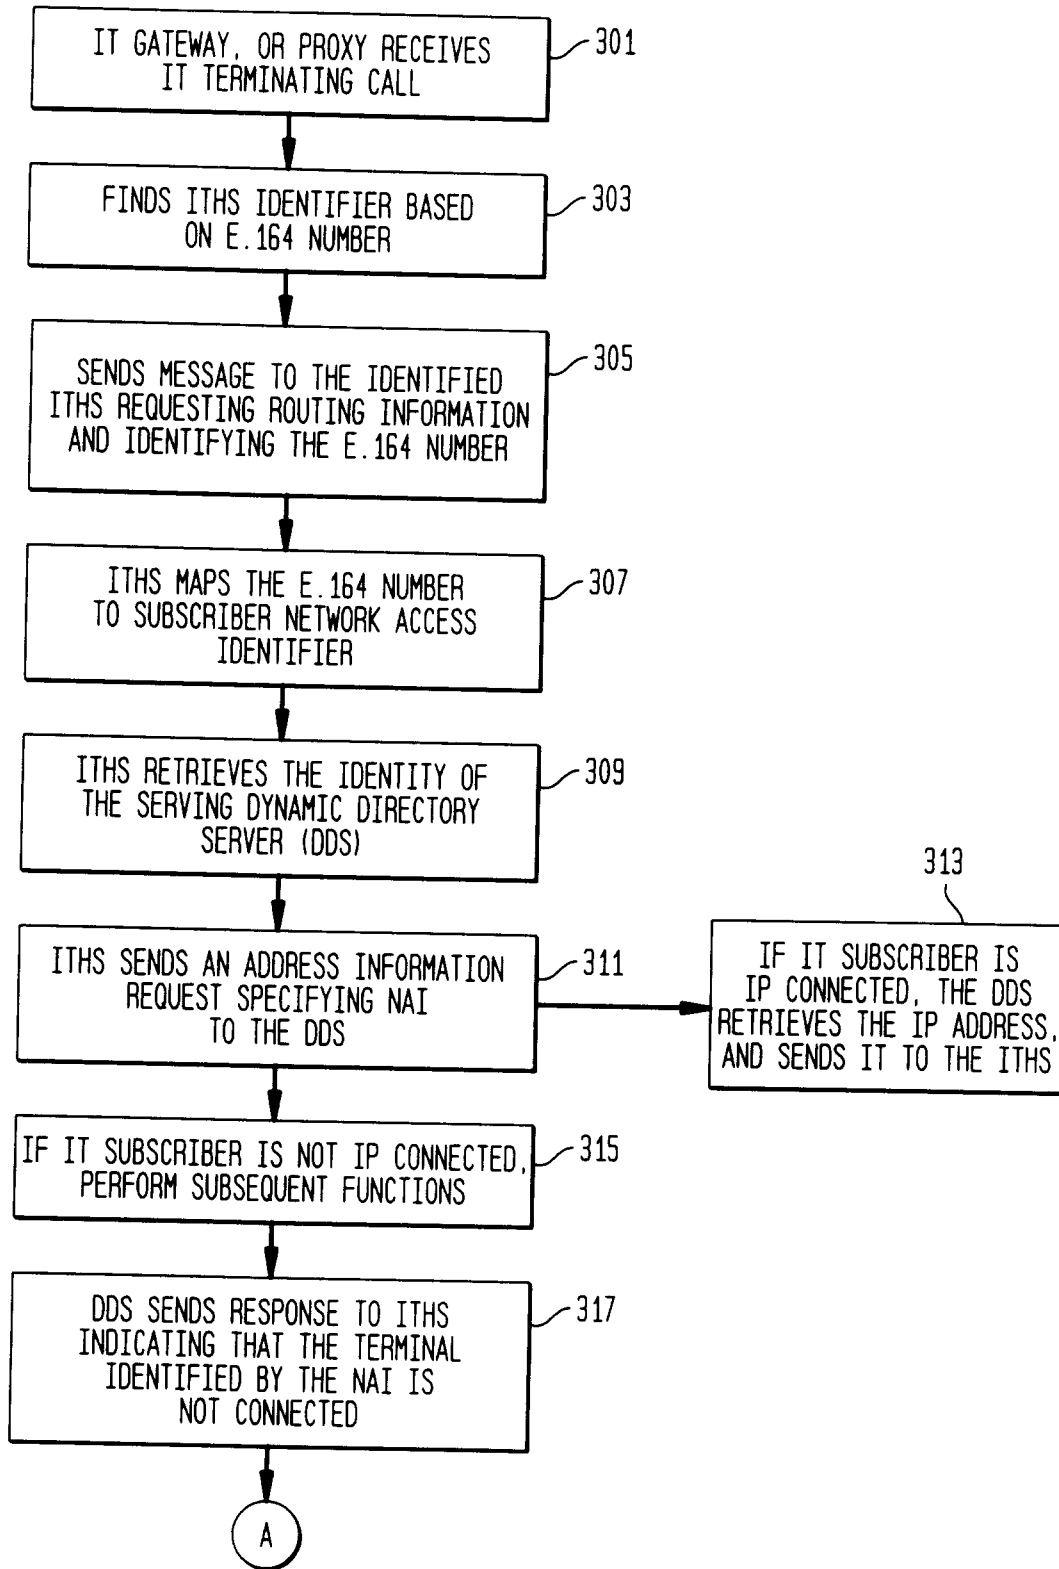 IT GATEWAY, OR PROXY RECEIVES
IT TERMINATING CALL
301
FINDS ITHS IDENTIFIER BASED
ON E.164 NUMBER
303
SENDS MESSAGE TO THE IDENTIFIED
ITHS REQUESTING ROUTING INFORMATION
AND IDENTIFYING THE E.164 NUMBER
305
ITHS MAPS THE E.164 NUMBER
TO SUBSCRIBER NETWORK ACCESS
IDENTIFIER
307
ITHS RETRIEVES THE IDENTITY OF
THE SERVING DYNAMIC DIRECTORY
SERVER (DDS)
309
ITHS SENDS AN ADDRESS INFORMATION
REQUEST SPECIFYING NAI
TO THE DDS
311
313
IF IT SUBSCRIBER IS
IP CONNECTED, THE DDS
RETRIEVES THE IP ADDRESS,
AND SENDS IT TO THE ITHS
IF IT SUBSCRIBER IS NOT IP CONNECTED,
PERFORM SUBSEQUENT FUNCTIONS
315
DDS SENDS RESPONSE TO ITHS
INDICATING THAT THE TERMINAL
IDENTIFIED BY THE NAI IS
NOT CONNECTED
317
A